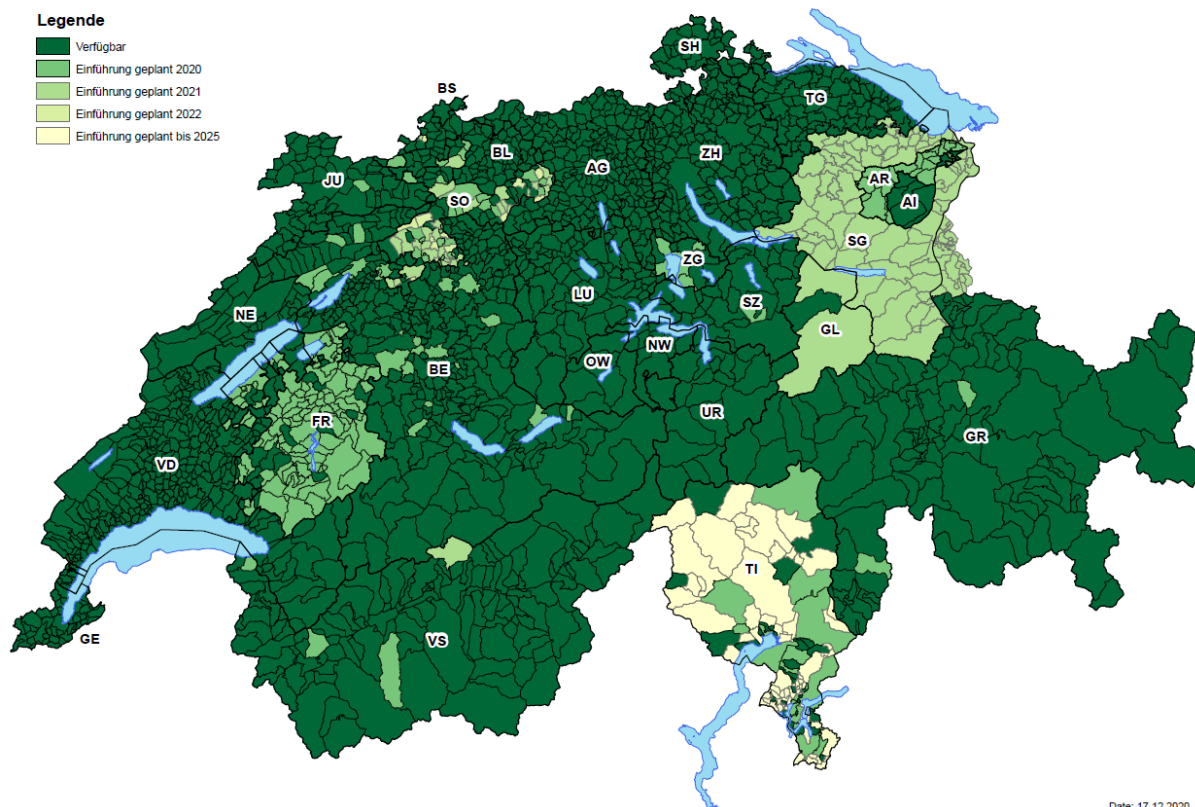 Legende
Verfügbar
Einführung geplant 2020
Einführung geplant 2021
Einführung geplant 2022
Einführung geplant bis 2025
SH
BS
TG
BL
AG
ZH
JU
AR
SO
AI
SG
ZG
LU
SZ
NE
GL
NW
OW
BE
UR
FR
GR
VD
TI
GE
VS
Date: 17.12.2020